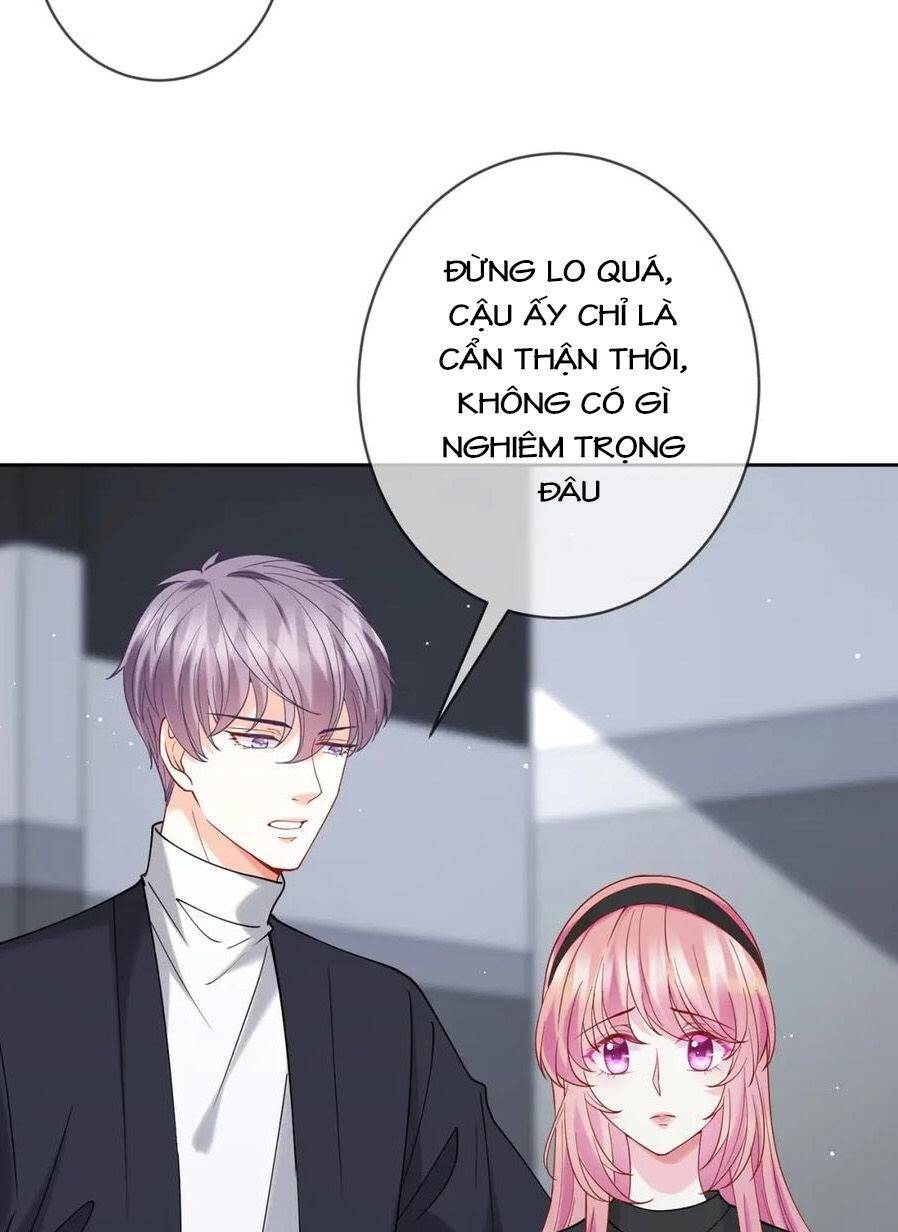 ĐỪNG LO QUÁ,
CẬU ẤY CHỈ LÀ
CẨN THẬN THÔI,
KHÔNG CÓ GÌ
NGHIÊM TRỌNG
ĐÂU